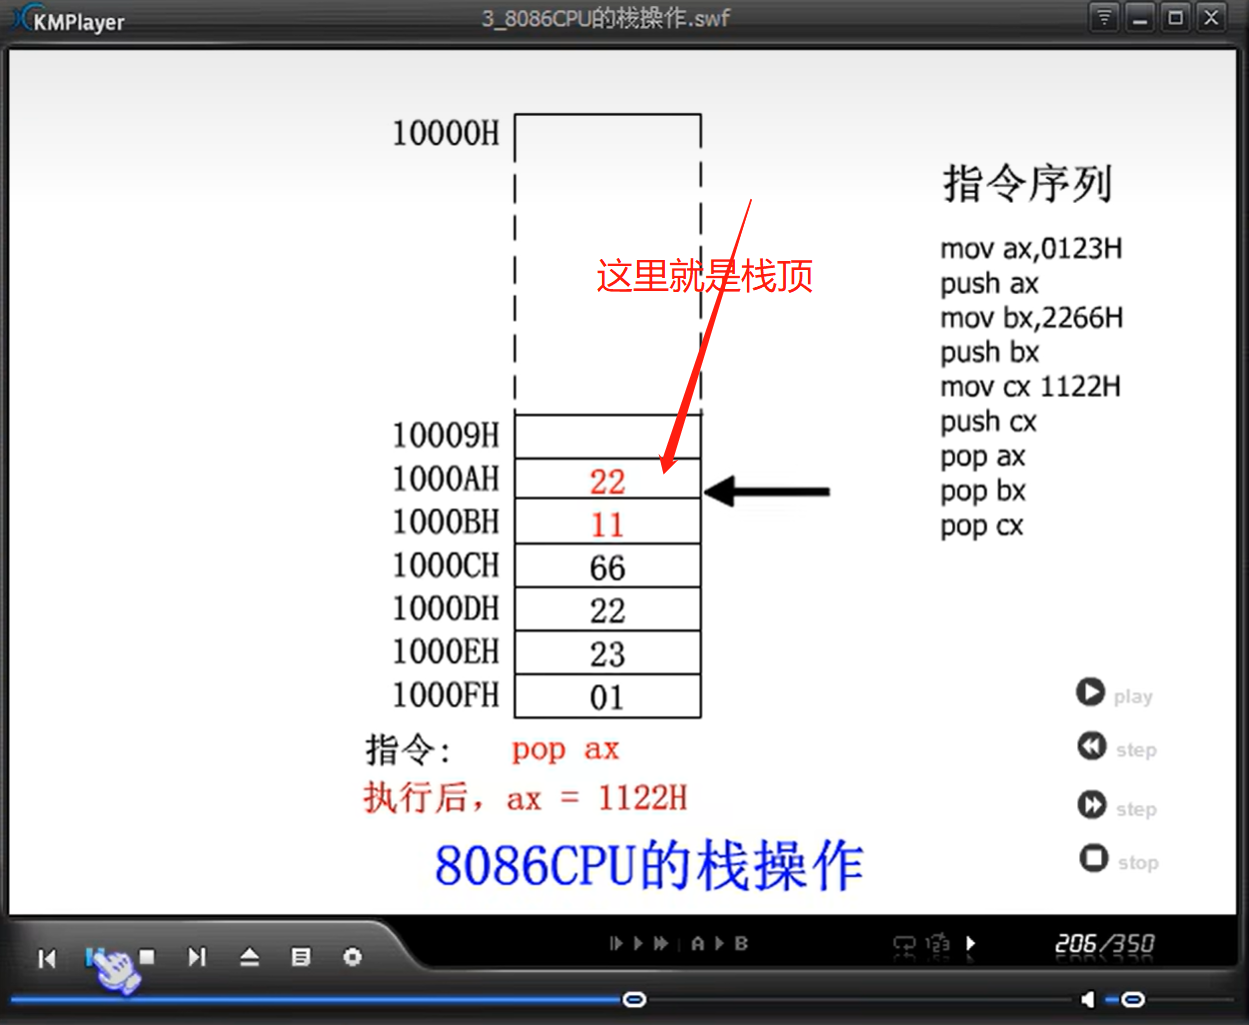 KMPlayer
3_8086CPU的栈操作.swf
10000H
指令序列
mov ax,0123H
push ax
mov bx,2266H
push bx
mov cx 1122H
push cx
pop ax
pop bx
pop cx
这里就是栈顶
10009H
1000AH 22
1000BH 11
1000CH 66
1000DH 22
1000EH 23
1000FH 01
指令: pop ax
执行后，ax = 1122H
8086CPU的栈操作
play
step
step
stop
A B
123
206/350